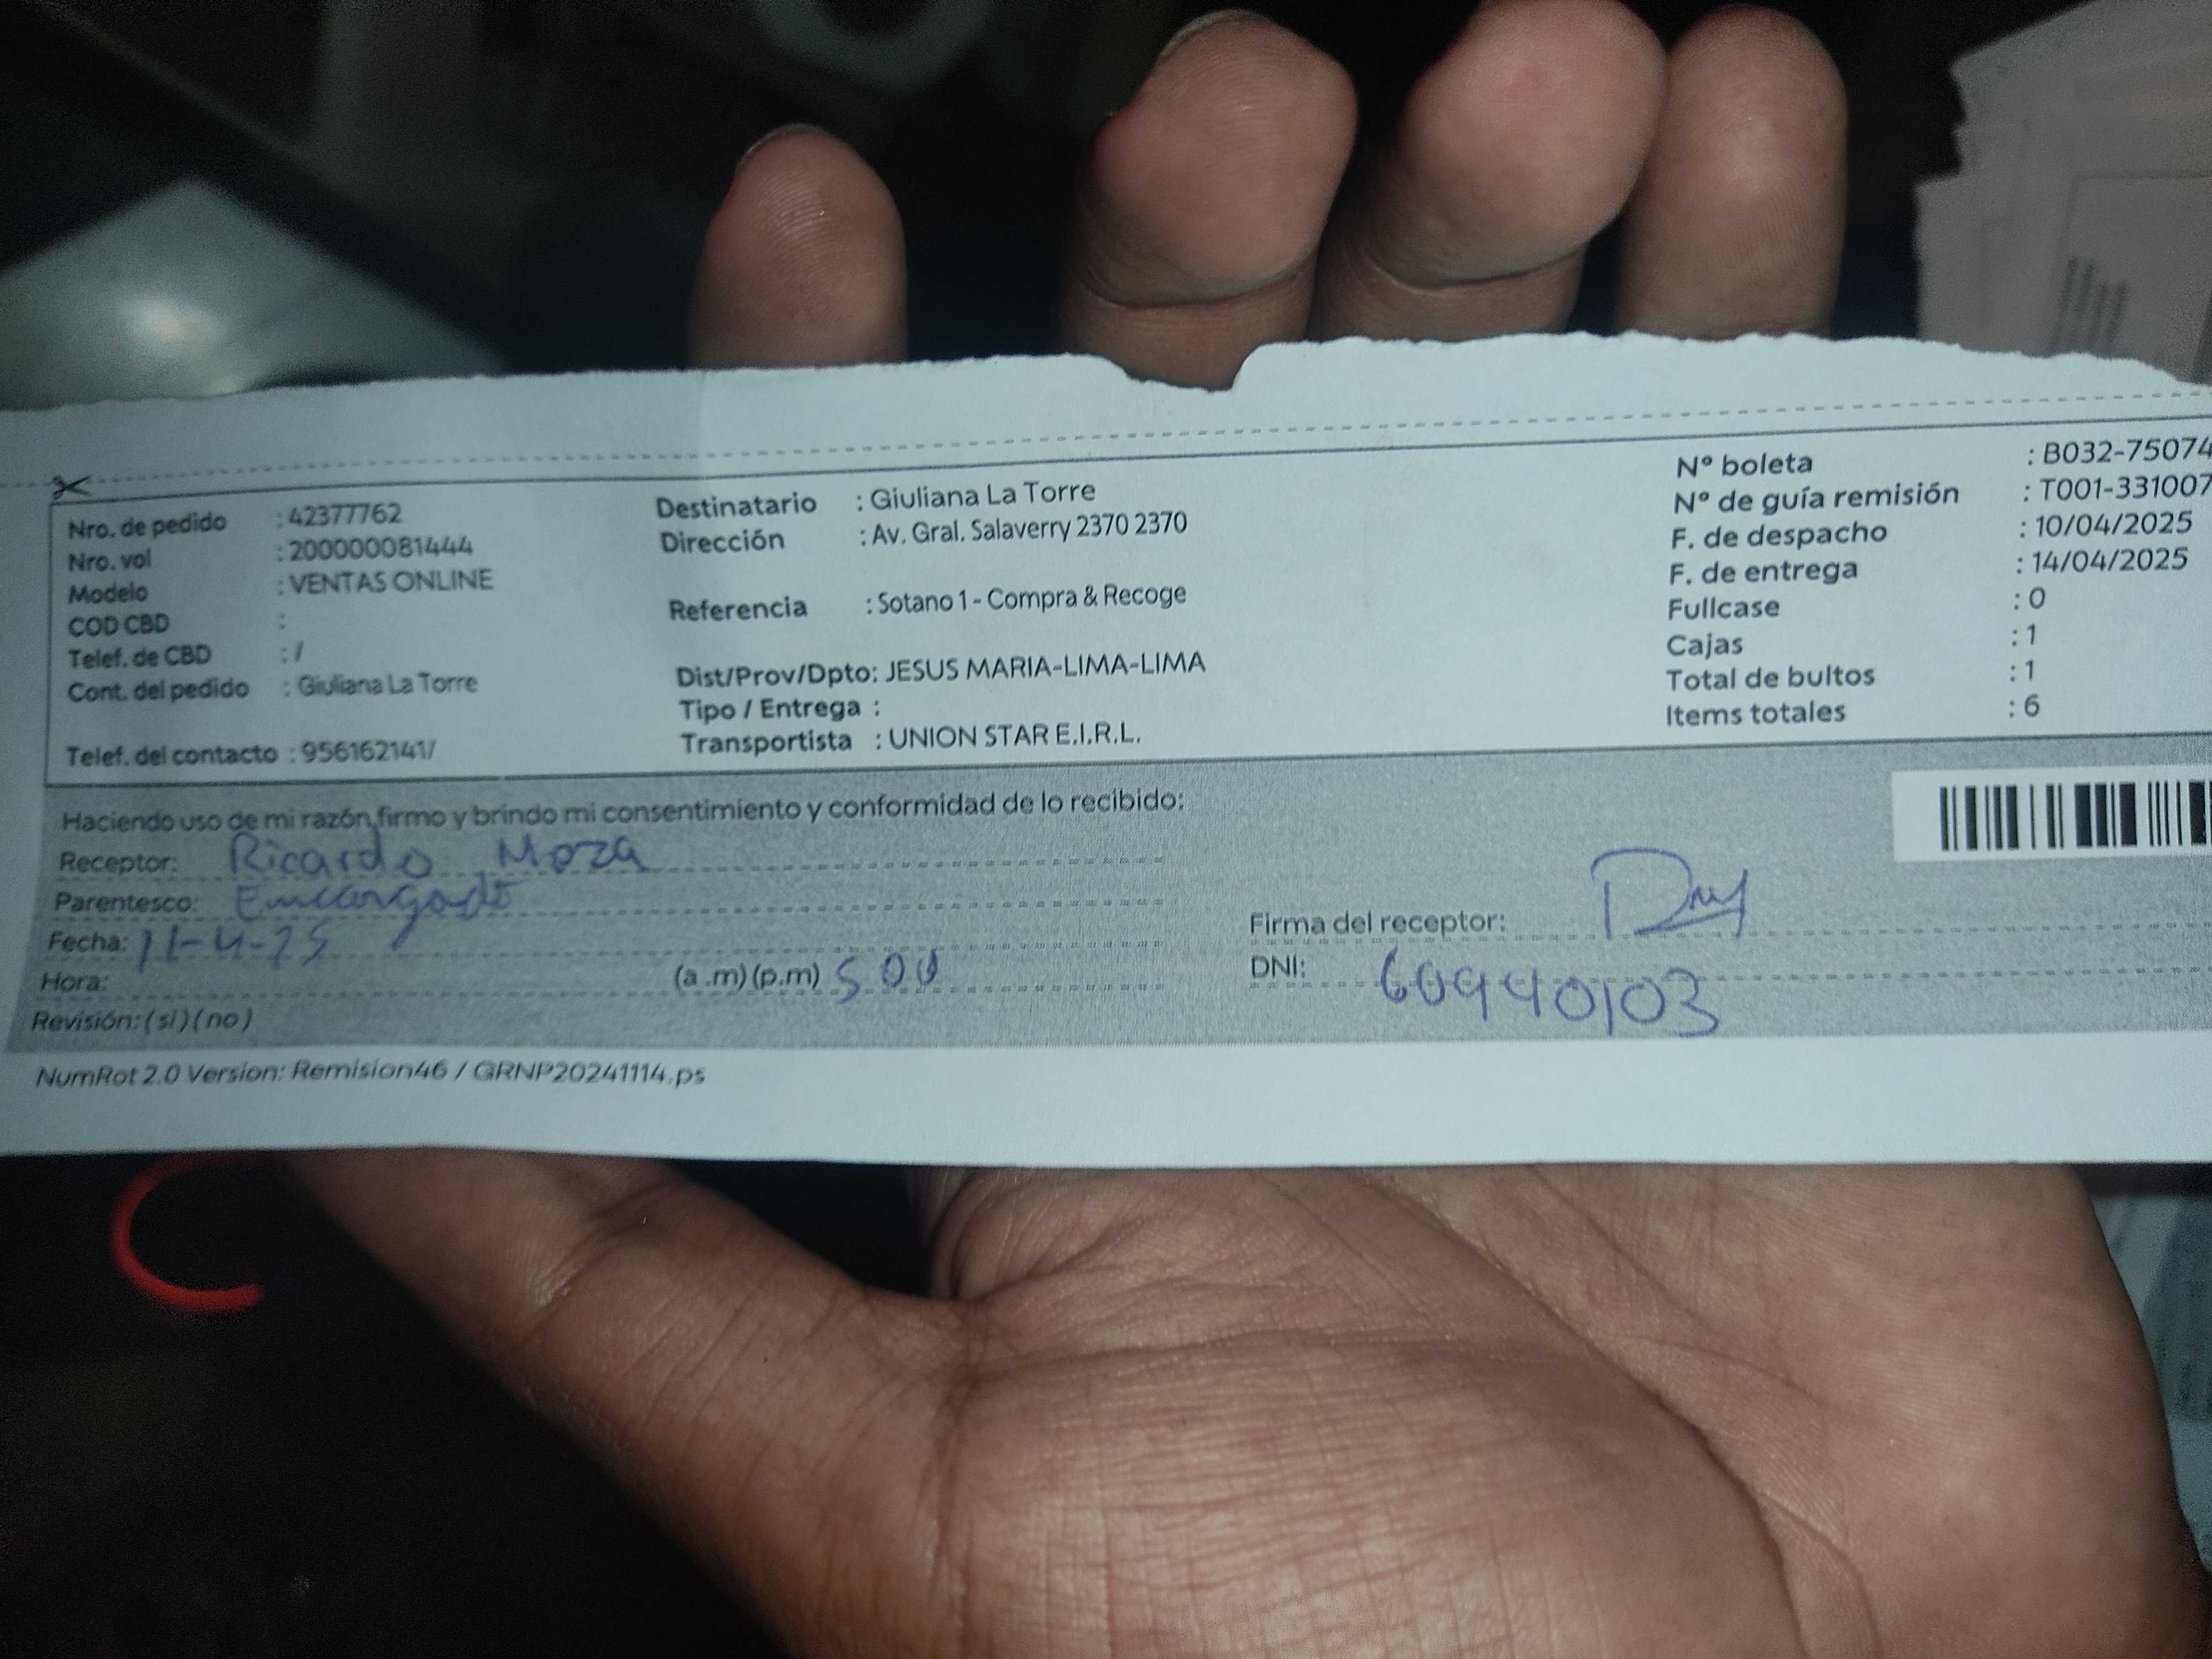 Nro. de pedido : 42377762
Nro. vol : 200000081444
Modelo : VENTAS ONLINE
COD CBD :
Telef. de CBD : /
Cont. del pedido : Giuliana La Torre
Telef. del contacto : 956162141/
Destinatario : Giuliana La Torre
Dirección : Av. Gral. Salaverry 2370 2370
Referencia : Sotano 1 - Compra & Recoge
Dist/Prov/Dpto: JESUS MARIA-LIMA-LIMA
Tipo / Entrega :
Transportista : UNION STAR E.I.R.L.
Nº boleta : B032-75074
Nº de guía remisión : T001-331007
F. de despacho : 10/04/2025
F. de entrega : 14/04/2025
Fullcase : 0
Cajas : 1
Total de bultos : 1
Items totales : 6
Haciendo uso de mi razón,firmo y brindo mi consentimiento y conformidad de lo recibido:
Receptor: Ricardo Meza
Parentesco: Encargado
Fecha: 11-4-25
Hora: (a .m) (p.m) 5 00
Revisión: ( si ) ( no )
Firma del receptor:
DNI: 60940103
NumRot 2.0 Version: Remision46 / GRNP20241114.ps